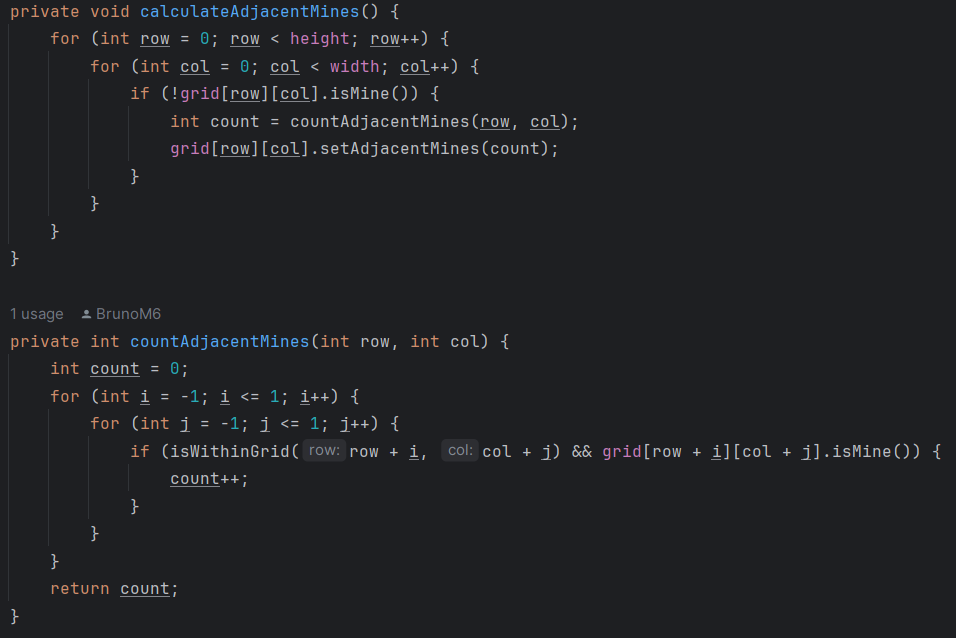 private void calculateAdjacentMines() {
    for (int row = 0; row < height; row++) {
        for (int col = 0; col < width; col++) {
            if (!grid[row][col].isMine()) {
                int count = countAdjacentMines(row, col);
                grid[row][col].setAdjacentMines(count);
            }
        }
    }
}

1 usage  BrunoM6
private int countAdjacentMines(int row, int col) {
    int count = 0;
    for (int i = -1; i <= 1; i++) {
        for (int j = -1; j <= 1; j++) {
            if (isWithinGrid( row: row + i,  col: col + j) && grid[row + i][col + j].isMine()) {
                count++;
            }
        }
    }
    return count;
}